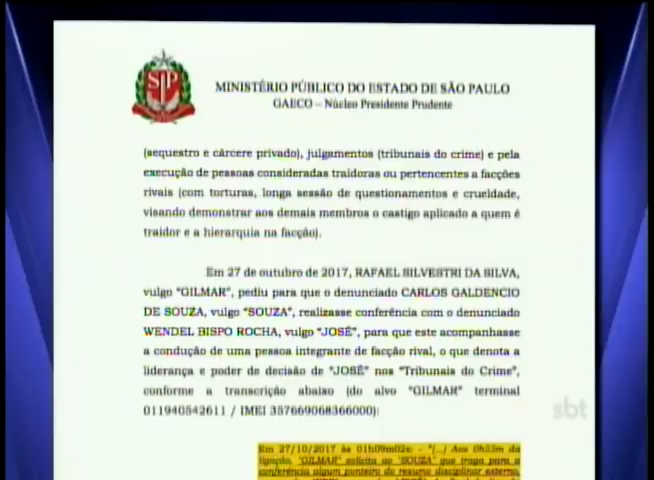 SP
MINISTÉRIO PÚBLICO DO ESTADO DE SÃO PAULO
GAECO – Núcleo Presidente Prudente
(sequestro e cárcere privado), julgamentos (tribunais do crime) e pela
execução de pessoas consideradas traidoras ou pertencentes a facções
rivais (com torturas, longa sessão de questionamentos e crueldade,
visando demonstrar aos demais membros o castigo aplicado a quem é
traidor e a hierarquia na facção).
Em 27 de outubro de 2017, RAFAEL SILVESTRI DA SILVA,
vulgo "GILMAR", pediu para que o denunciado CARLOS GALDENCIO
DE SOUZA, vulgo "SOUZA", realizasse conferência com o denunciado
WENDEL BISPO ROCHA, vulgo "JOSÉ", para que este acompanhasse
a condução de uma pessoa integrante de facção rival, o que denota a
liderança e poder de decisão de "JOSÉ" nos "Tribunais do Crime",
conforme a transcrição abaixo (do alvo "GILMAR" terminal
011940542611 / IMEI 357669068366000):
sbt
Em 27/10/2017 às 01h09m02s: - "(...) Aos 0h55m da
ligação, "GILMAR" solicita ao "SOUZA" que traga para a
conferência algum ponteiro do resumo disciplinar externo,